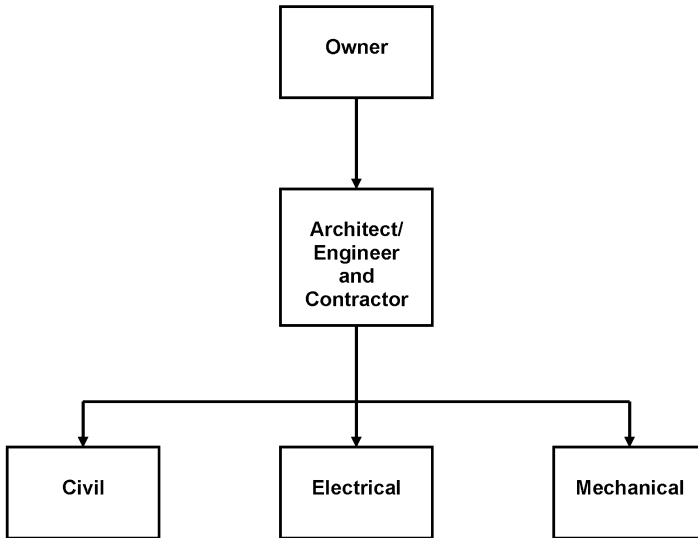 Owner
Architect/
Engineer
and
Contractor
Civil
Electrical
Mechanical